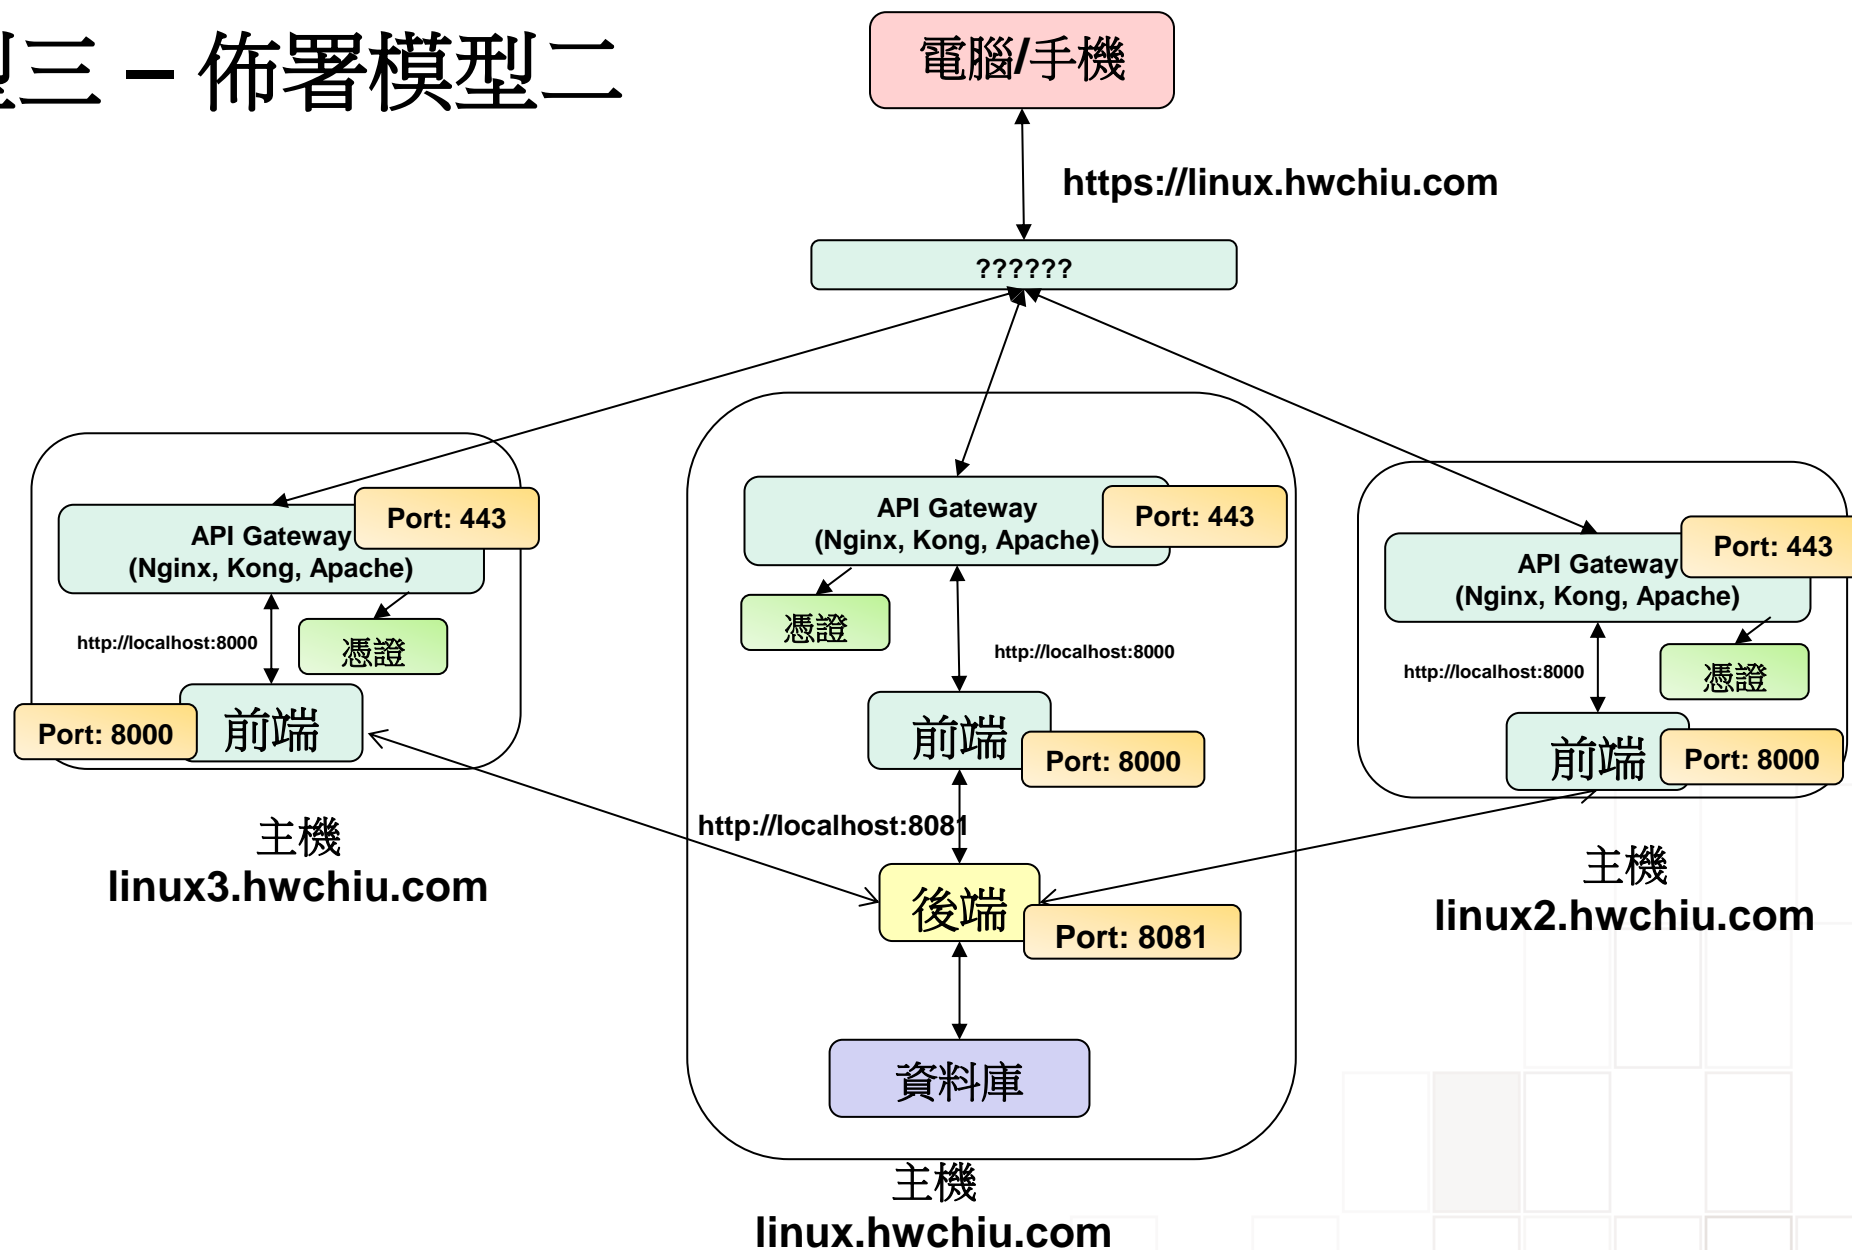 型三 – 佈署模型二
電腦/手機
https://linux.hwchiu.com
??????
API Gateway
(Nginx, Kong, Apache)
Port: 443
http://localhost:8000
憑證
Port: 8000
前端
主機
linux3.hwchiu.com
API Gateway
(Nginx, Kong, Apache)
Port: 443
憑證
http://localhost:8000
前端
Port: 8000
http://localhost:8081
後端
Port: 8081
資料庫
主機
linux.hwchiu.com
API Gateway
(Nginx, Kong, Apache)
Port: 443
http://localhost:8000
憑證
前端
Port: 8000
主機
linux2.hwchiu.com